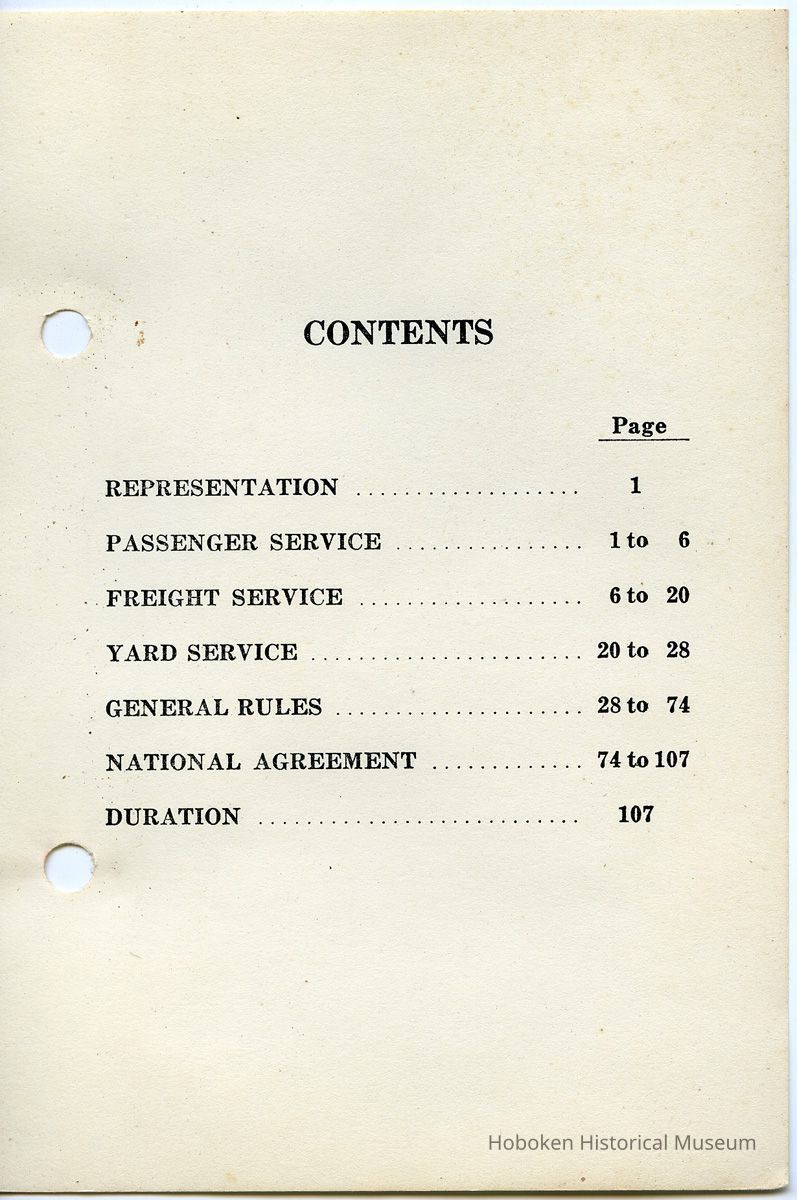 CONTENTS
Page
REPRESENTATION ................... 1
PASSENGER SERVICE ................ 1 to 6
FREIGHT SERVICE ................... 6 to 20
YARD SERVICE ....................... 20 to 28
GENERAL RULES ..................... 28 to 74
NATIONAL AGREEMENT ............. 74 to 107
DURATION ........................... 107
Hoboken Historical Museum